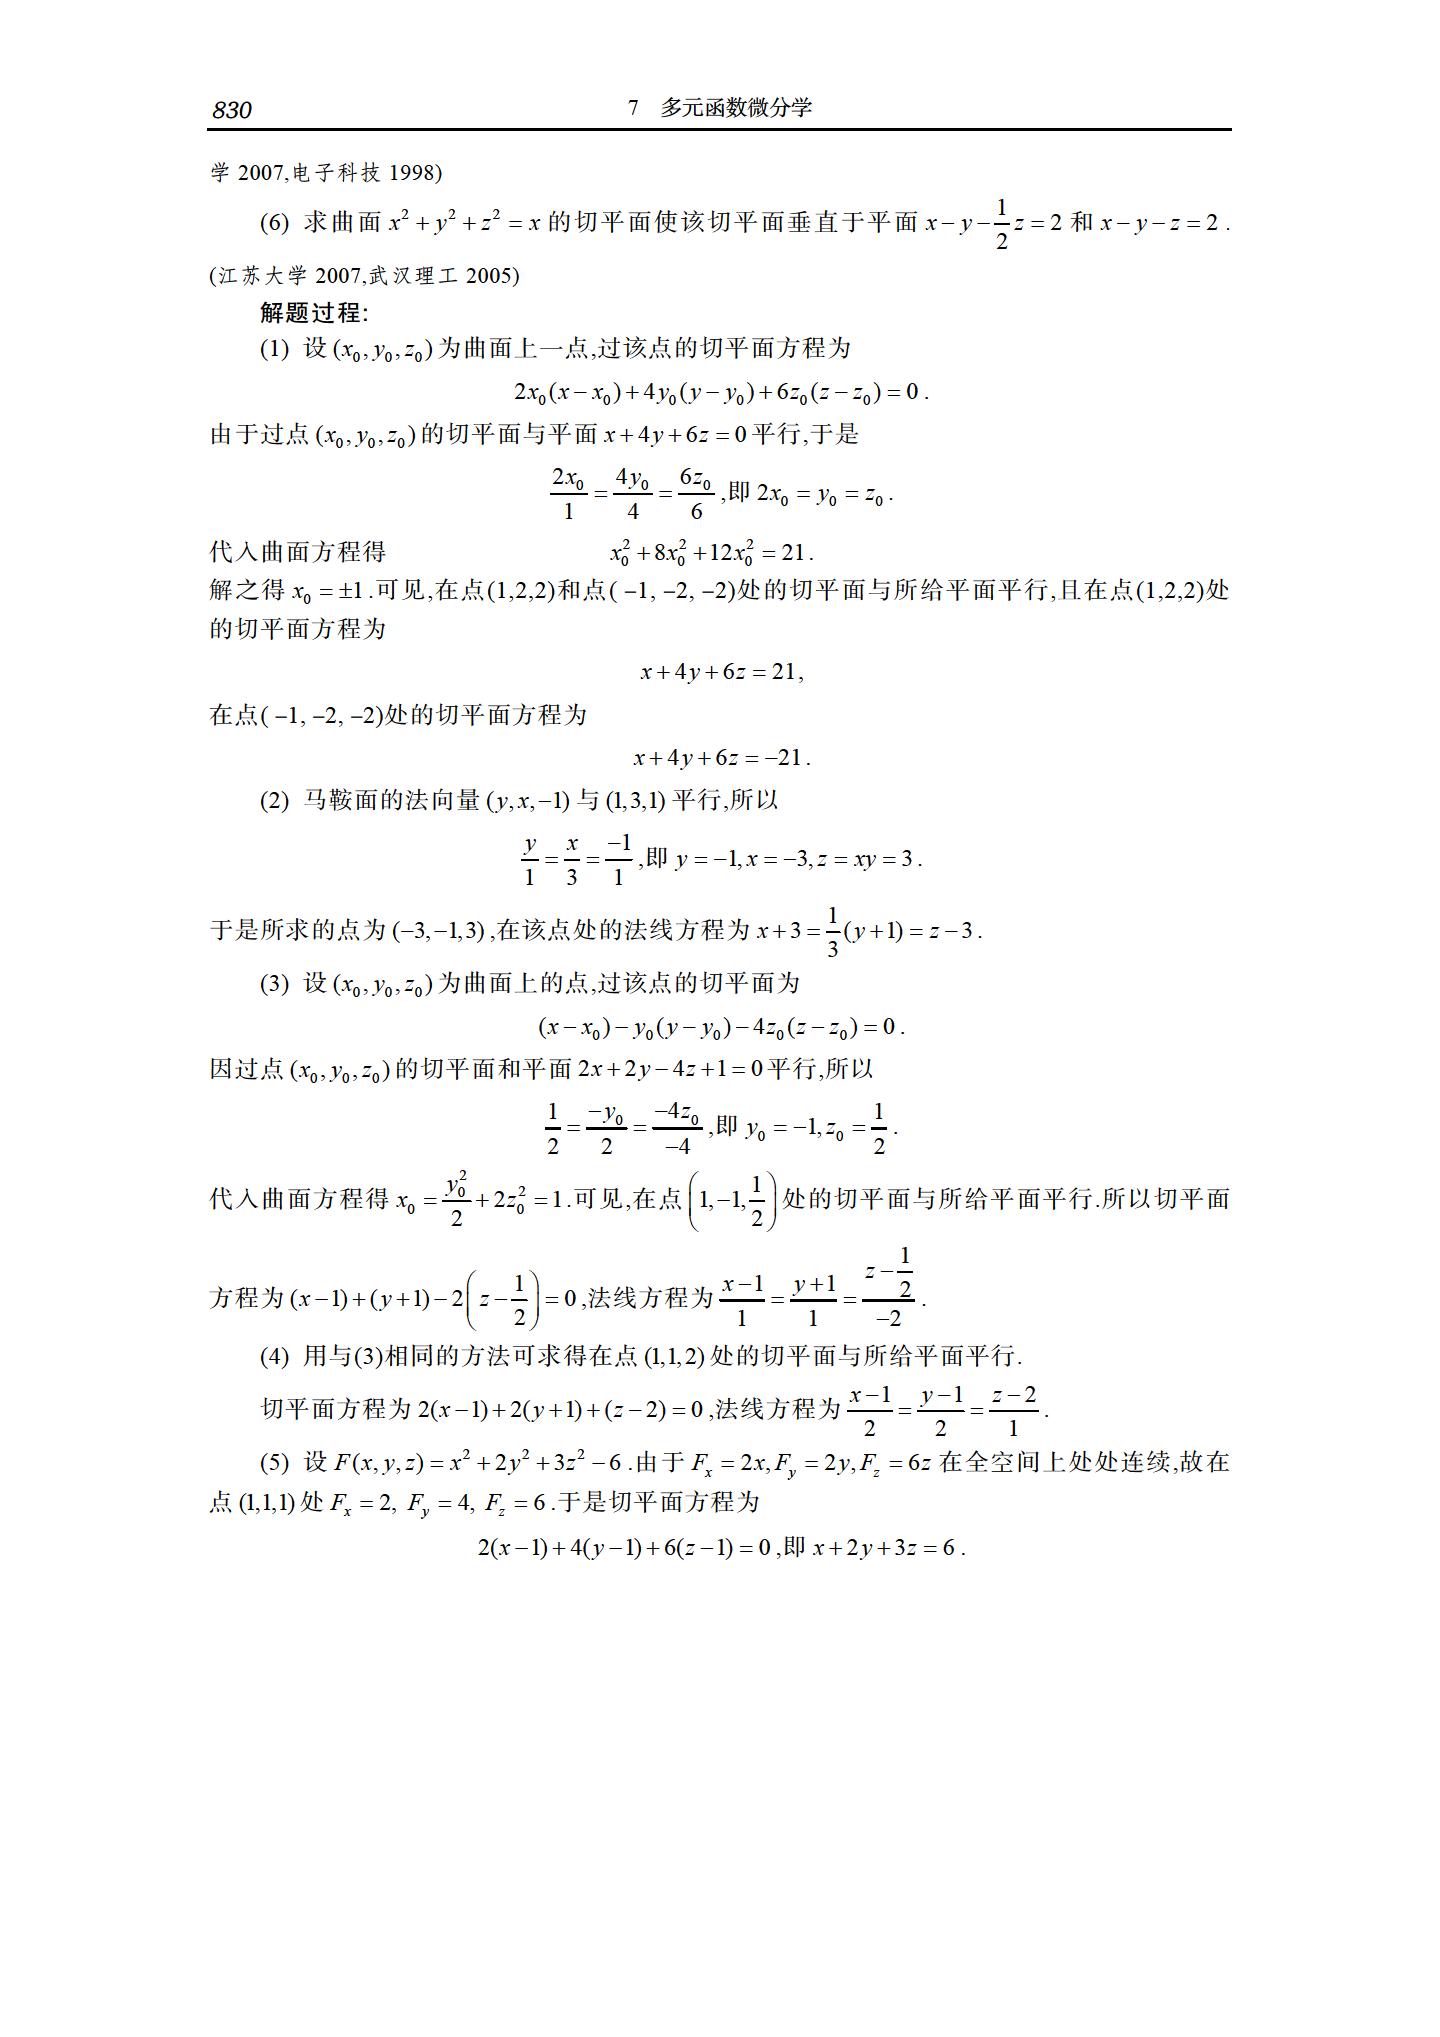 830
7 多元函数微分学
学 2007,电子科技 1998)
(6) 求曲面 $x^2+y^2+z^2=x$ 的切平面使该切平面垂直于平面 $x-y-\frac{1}{2}z=2$ 和 $x-y-z=2$ .
(江苏大学 2007,武汉理工 2005)
解题过程:
(1) 设 $(x_0,y_0,z_0)$ 为曲面上一点,过该点的切平面方程为
$2x_0(x-x_0)+4y_0(y-y_0)+6z_0(z-z_0)=0$ .
由于过点 $(x_0,y_0,z_0)$ 的切平面与平面 $x+4y+6z=0$ 平行,于是
$\frac{2x_0}{1}=\frac{4y_0}{4}=\frac{6z_0}{6}$ ,即 $2x_0=y_0=z_0$ .
代入曲面方程得 $x_0^2+8x_0^2+12x_0^2=21$.
解之得 $x_0=\pm1$ .可见,在点(1,2,2)和点( −1, −2, −2)处的切平面与所给平面平行,且在点(1,2,2)处
的切平面方程为
$x+4y+6z=21$,
在点( −1, −2, −2)处的切平面方程为
$x+4y+6z=-21$ .
(2) 马鞍面的法向量 $(y,x,-1)$ 与 $(1,3,1)$ 平行,所以
$\frac{y}{1}=\frac{x}{3}=\frac{-1}{1}$ ,即 $y=-1,x=-3,z=xy=3$ .
于是所求的点为 $(-3,-1,3)$ ,在该点处的法线方程为 $x+3=\frac{1}{3}(y+1)=z-3$ .
(3) 设 $(x_0,y_0,z_0)$ 为曲面上的点,过该点的切平面为
$(x-x_0)-y_0(y-y_0)-4z_0(z-z_0)=0$ .
因过点 $(x_0,y_0,z_0)$ 的切平面和平面 $2x+2y-4z+1=0$ 平行,所以
$\frac{1}{2}=\frac{-y_0}{2}=\frac{-4z_0}{-4}$ ,即 $y_0=-1,z_0=\frac{1}{2}$ .
代入曲面方程得 $x_0=\frac{y_0^2}{2}+2z_0^2=1$ .可见,在点 $\left(1,-1,\frac{1}{2}\right)$ 处的切平面与所给平面平行.所以切平面
方程为 $(x-1)+(y+1)-2\left(z-\frac{1}{2}\right)=0$ ,法线方程为 $\frac{x-1}{1}=\frac{y+1}{1}=\frac{z-\frac{1}{2}}{-2}$ .
(4) 用与(3)相同的方法可求得在点 $(1,1,2)$ 处的切平面与所给平面平行.
切平面方程为 $2(x-1)+2(y+1)+(z-2)=0$ ,法线方程为 $\frac{x-1}{2}=\frac{y-1}{2}=\frac{z-2}{1}$ .
(5) 设 $F(x,y,z)=x^2+2y^2+3z^2-6$ .由于 $F_x=2x,F_y=2y,F_z=6z$ 在全空间上处处连续,故在
点 $(1,1,1)$ 处 $F_x=2,\ F_y=4,\ F_z=6$ .于是切平面方程为
$2(x-1)+4(y-1)+6(z-1)=0$ ,即 $x+2y+3z=6$ .